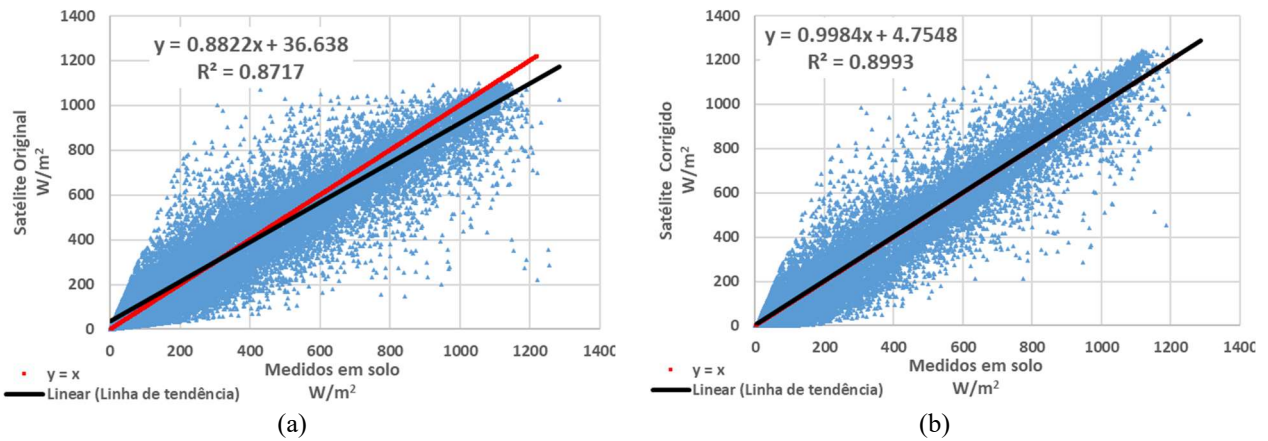 1400
1200
1000
800
600
400
200
0
Satélite Original
W/m²
y = 0.8822x + 36.638
R² = 0.8717
0 200 400 600 800 1000 1200 1400
Medidos em solo
W/m²
y = x
Linear (Linha de tendência)
(a)
1400
1200
1000
800
600
400
200
0
Satélite Corrigido
W/m²
y = 0.9984x + 4.7548
R² = 0.8993
0 200 400 600 800 1000 1200 1400
Medidos em solo
W/m²
y = x
Linear (Linha de tendência)
(b)